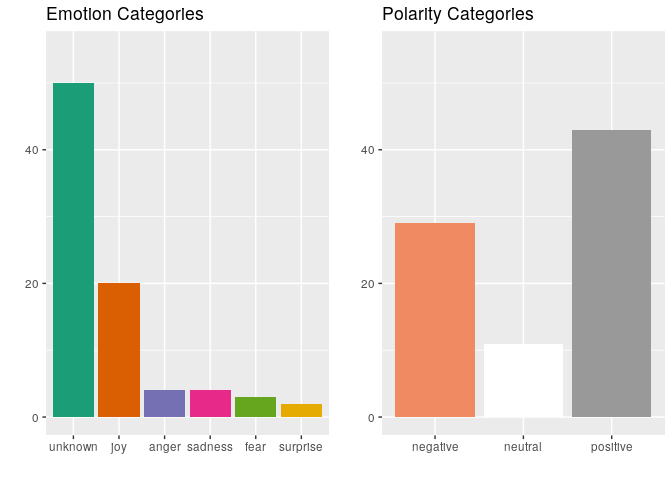 Emotion Categories
Polarity Categories
40
20
0
unknown joy anger sadness fear surprise
40
20
0
negative neutral positive